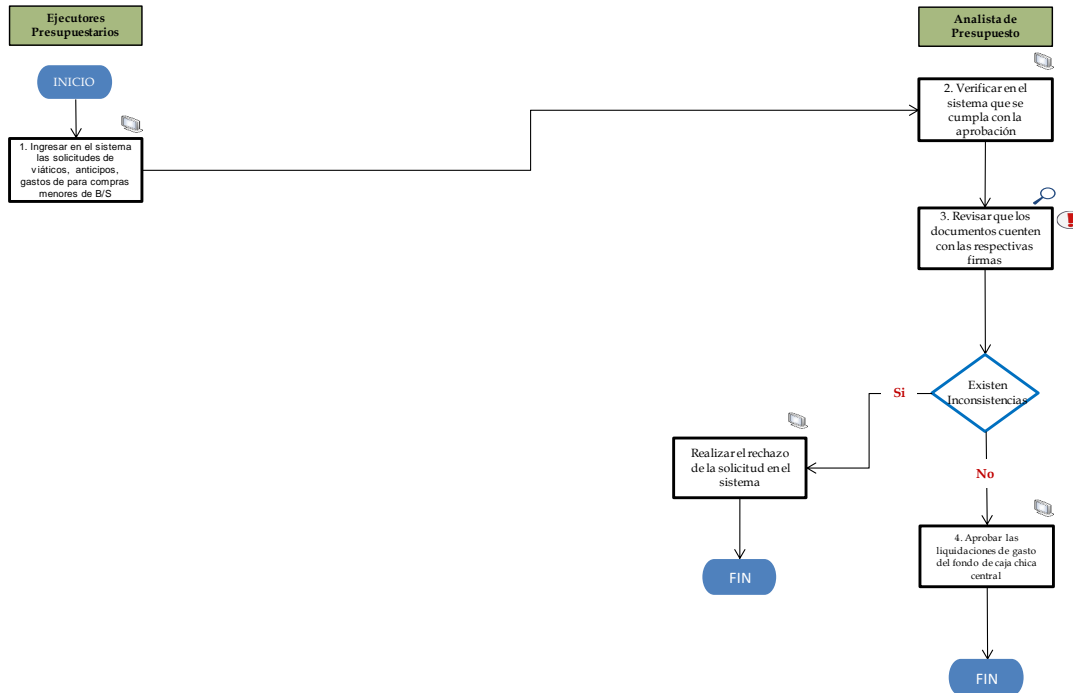 Ejecutores
Presupuestarios
Analista de
Presupuesto
INICIO
1. Ingresar en el sistema
las solicitudes de
viáticos, anticipos,
gastos de para compras
menores de B/S
2. Verificar en el
sistema que se
cumpla con la
aprobación
3. Revisar que los
documentos cuenten
con las respectivas
firmas
Existen
Inconsistencias
Si
No
Realizar el rechazo
de la solicitud en el
sistema
FIN
4. Aprobar las
liquidaciones de gasto
del fondo de caja chica
central
FIN